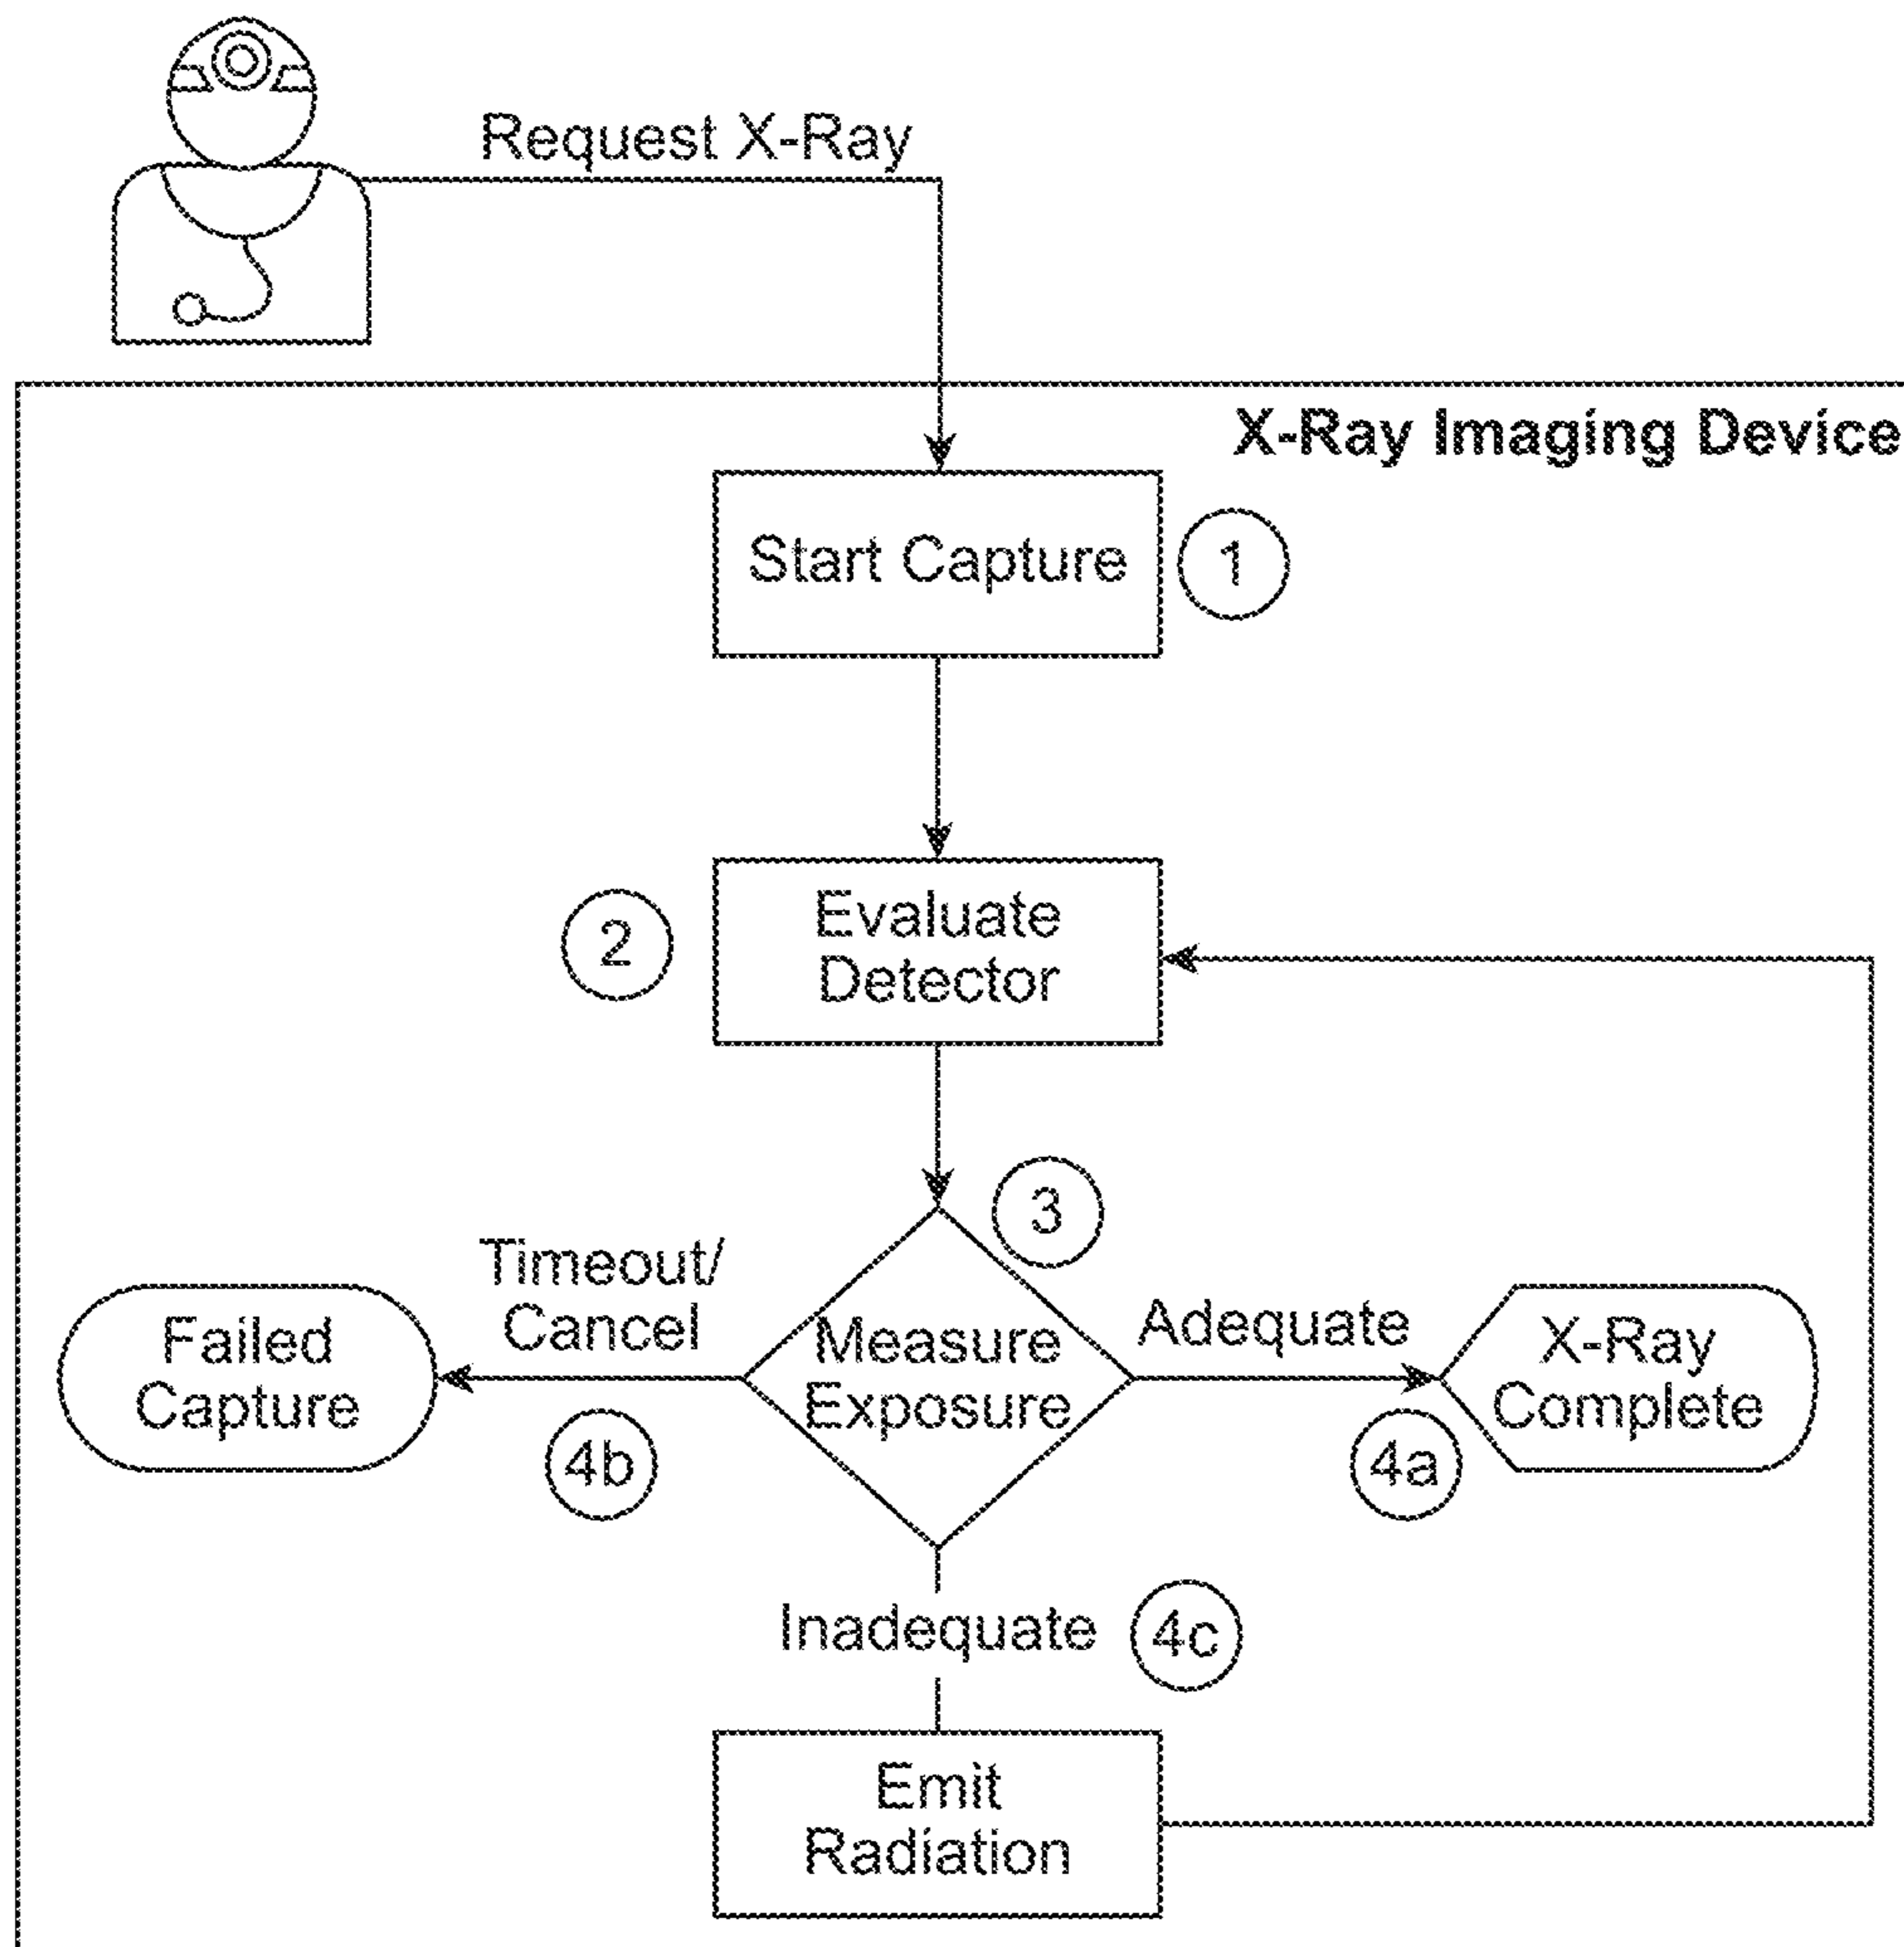 Request X-Ray
X-Ray Imaging Device
Start Capture
1
2
Evaluate
Detector
3
Timeout/
Cancel
Failed
Capture
4b
Measure
Exposure
Adequate
X-Ray
Complete
4a
Inadequate
4c
Emit
Radiation